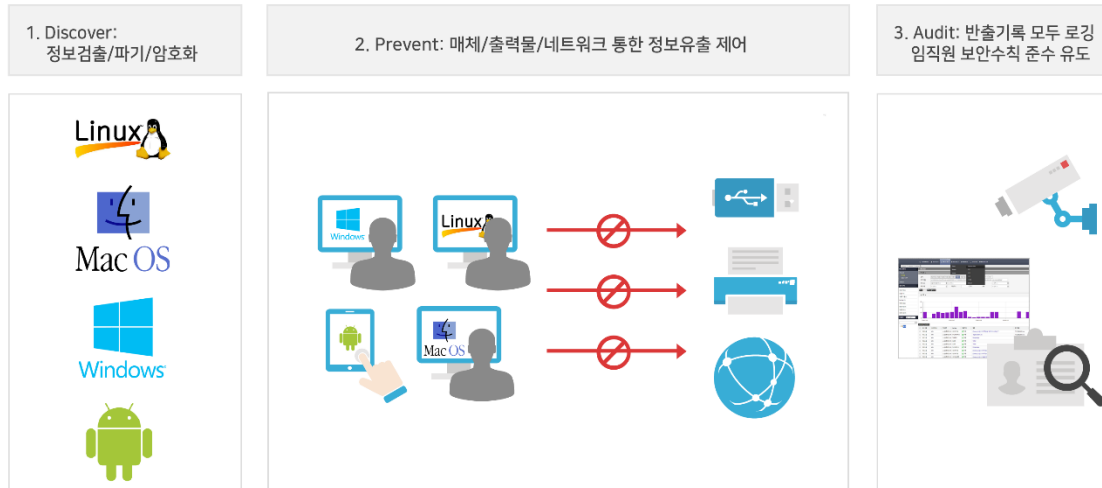 1. Discover:
정보검출/파기/암호화
2. Prevent: 매체/출력물/네트워크 통한 정보유출 제어
3. Audit: 반출기록 모두 로깅
임직원 보안수칙 준수 유도
Linux
Mac OS
Windows
Windows
Linux
Mac OS